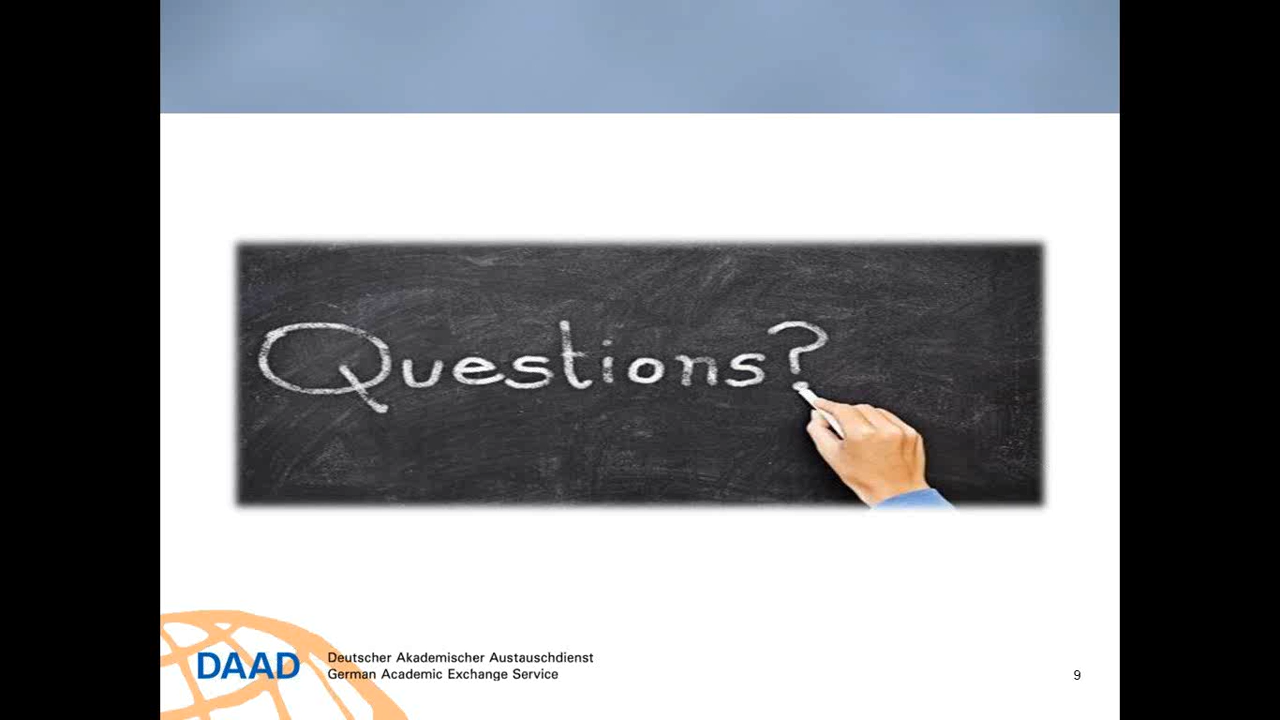 Questions?
DAAD
Deutscher Akademischer Austauschdienst
German Academic Exchange Service
9